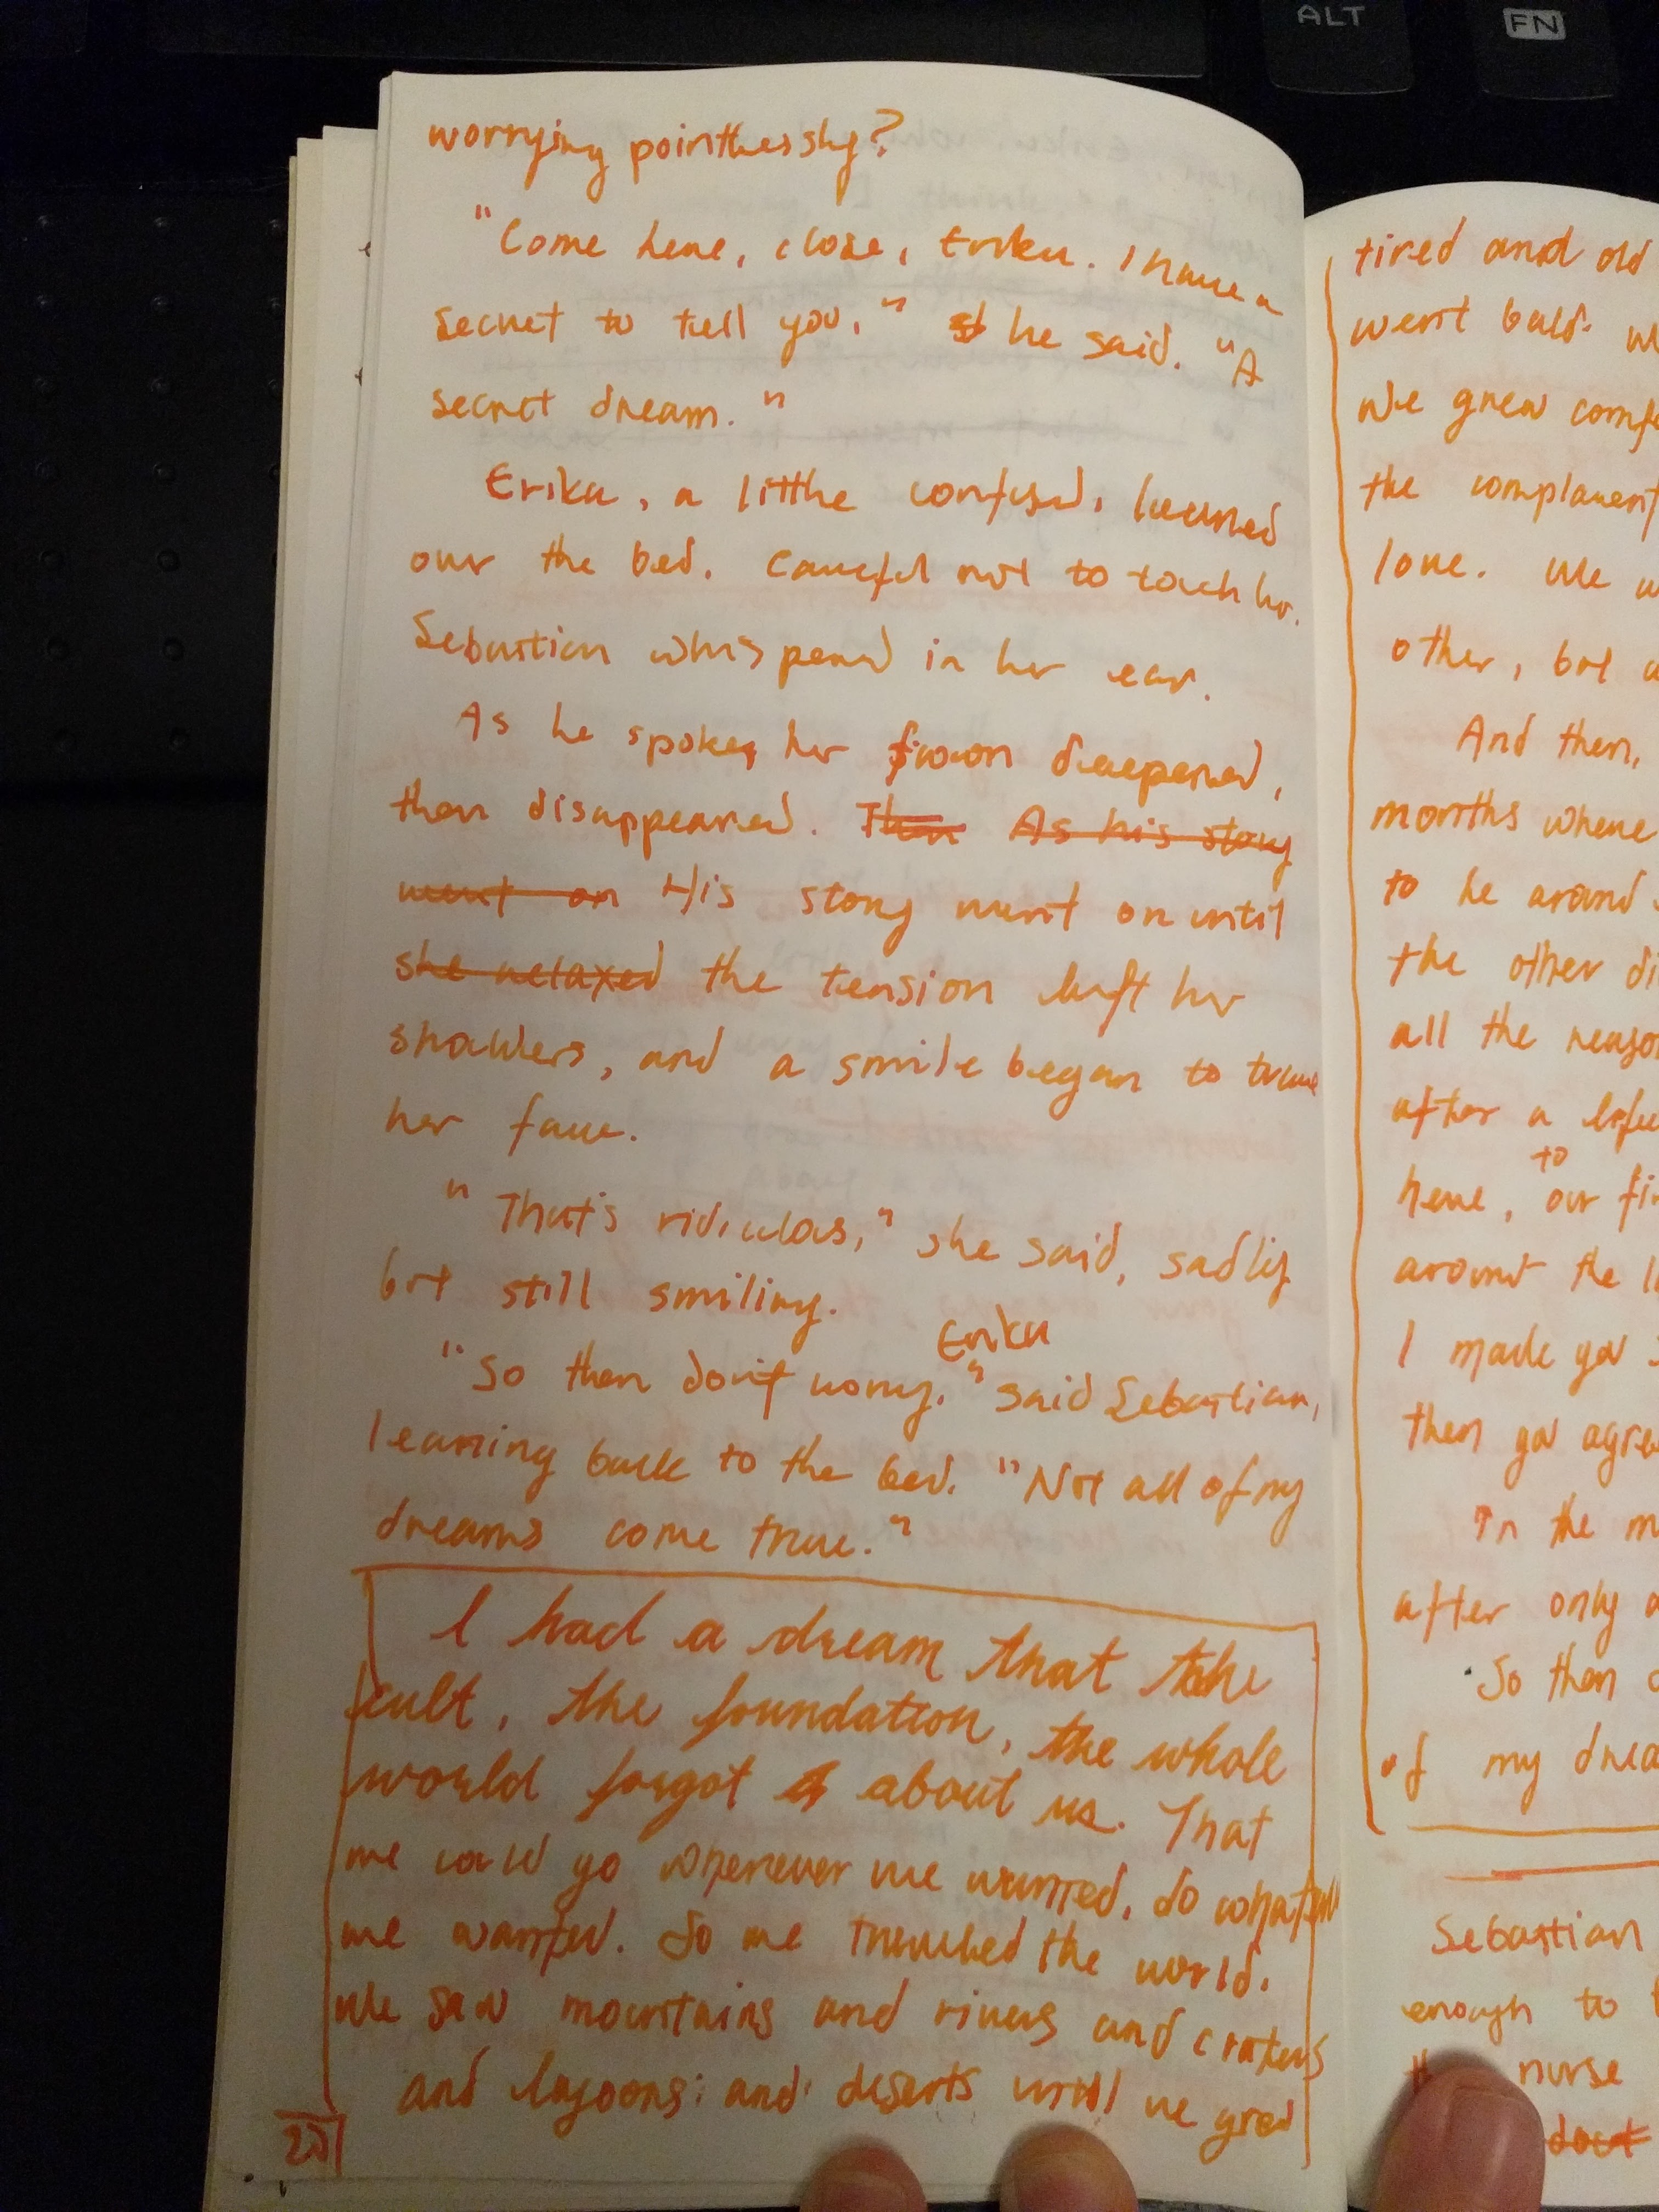 ALT
FN
worrying pointlessly?
"Come here, close, Erika. I have a
secret to tell you." he said. "A
secret dream."
Erika, a little confused, leaned
over the bed. Careful not to touch her.
Sebastian whispered in her ear.
As he spoke, her frown deepened,
then disappeared. Then As his story
went on His story went on until
she relaxed the tension left her
shoulders, and a smile began to trace
her face.
"That's ridiculous," she said, sadly
but still smiling.
Erika
"So then don't worry." said Sebastian,
leaning back to the bed. "Not all of my
dreams come true."
I had a dream that the
cult, the foundation, the whole
world forgot about us. That
we could go wherever we wanted, do whatever
we wanted. So we traveled the world.
We saw mountains and rivers and craters
and lagoons and deserts until we grew
tired and old
went bald.
We grew comf
the complacent
love. We w
other, but
And then,
months where
to be around
the other di
all the reaso
after a life
to
here, our fi
around the l
I made you
then you agre
In the m
after only a
So then
of my drea
Sebastian
enough to
nurse